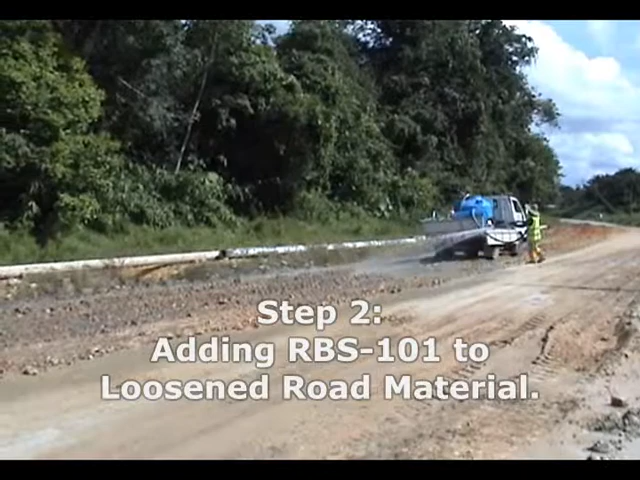 Step 2:
Adding RBS-101 to
Loosened Road Material.